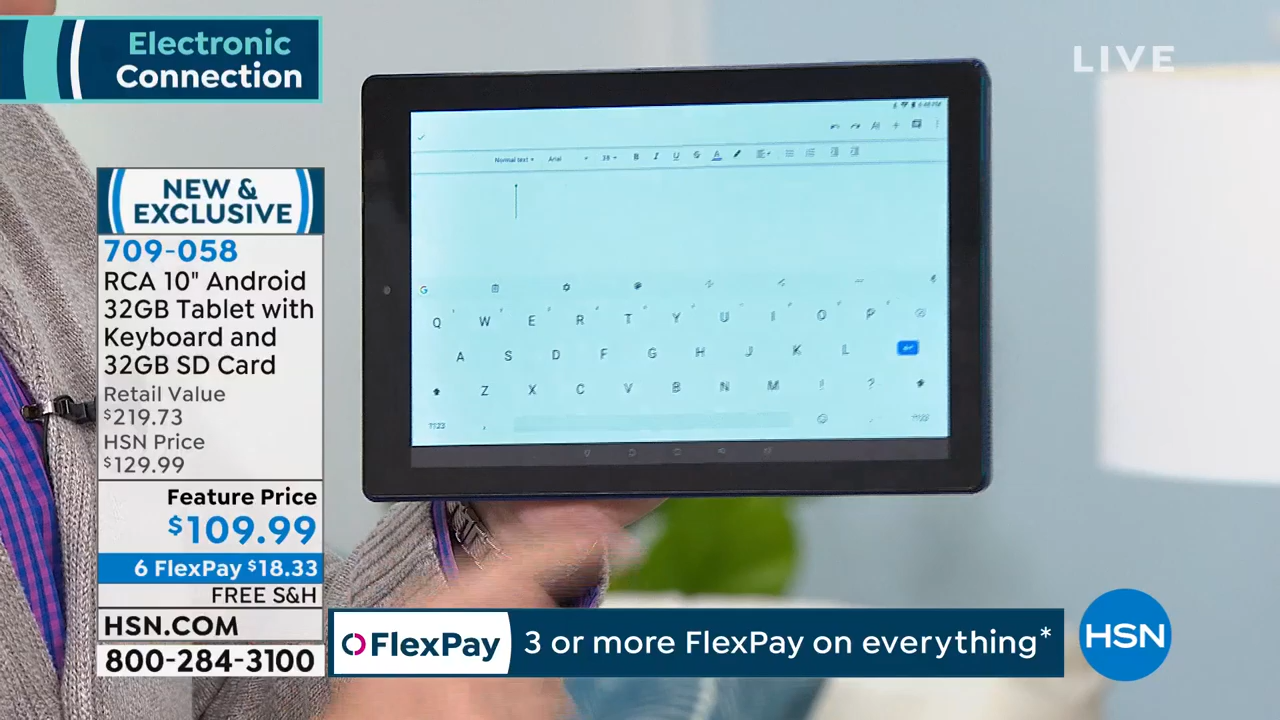 Electronic
Connection
LIVE
NEW &
EXCLUSIVE
709-058
RCA 10" Android
32GB Tablet with
Keyboard and
32GB SD Card
Retail Value
$219.73
HSN Price
$129.99
Feature Price
$109.99
6 FlexPay $18.33
FREE S&H
HSN.COM
800-284-3100
Normal text
Arial
B I U S A
G
Q W E R T Y U I O P
A S D F G H J K L
Z X C V B N M ! ?
?123
FlexPay 3 or more FlexPay on everything*
HSN